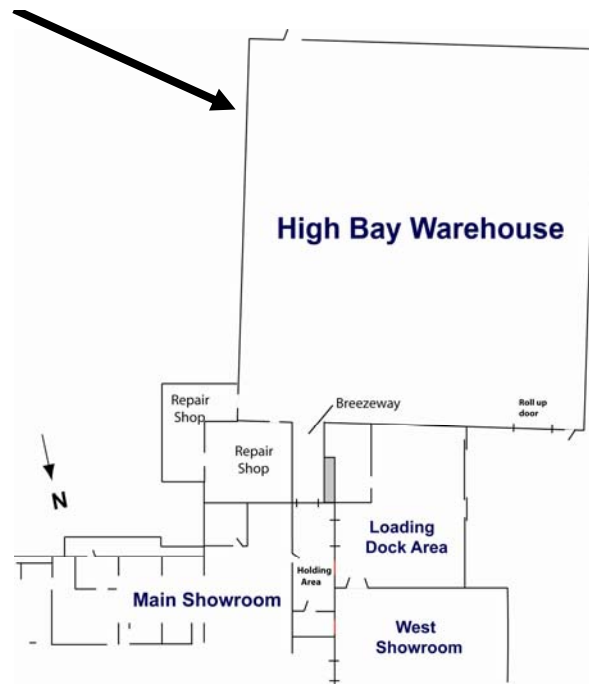 High Bay Warehouse
Roll up
door
Breezeway
Repair
Shop
Repair
Shop
N
Loading
Dock Area
Holding
Area
Main Showroom
West
Showroom